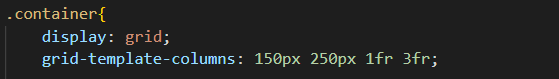 .container{
    display: grid;
    grid-template-columns: 150px 250px 1fr 3fr;